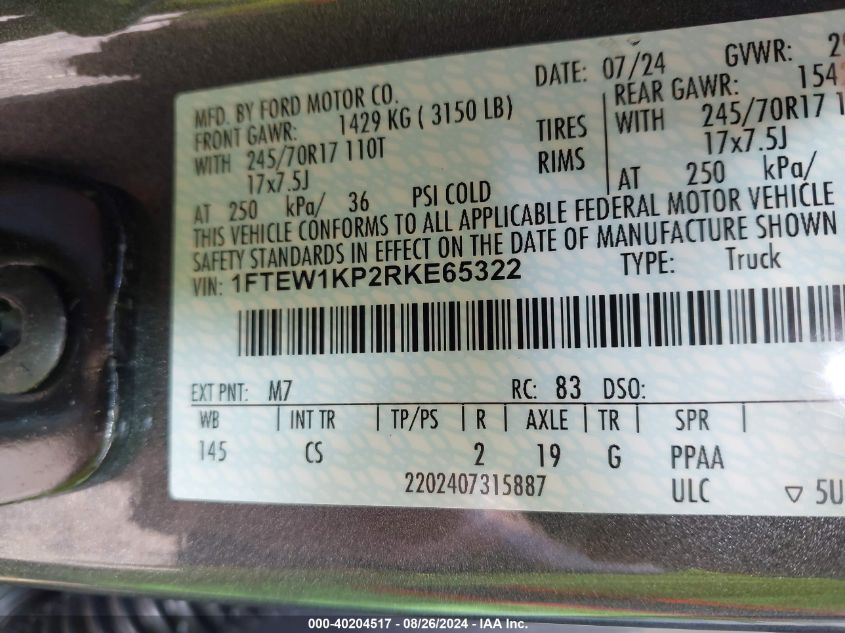 DATE: 07/24 GVWR:
MFD. BY FORD MOTOR CO.
FRONT GAWR: 1429 KG ( 3150 LB) REAR GAWR:
WITH 245/70R17 110T TIRES WITH 245/70R17
17x7.5J RIMS 17x7.5J
AT 250 kPa/ 36 PSI COLD AT 250 kPa/
THIS VEHICLE CONFORMS TO ALL APPLICABLE FEDERAL MOTOR VEHICLE
SAFETY STANDARDS IN EFFECT ON THE DATE OF MANUFACTURE SHOWN
VIN: 1FTEW1KP2RKE65322 TYPE: Truck
EXT PNT: M7 RC: 83 DSO:
WB INT TR TP/PS R AXLE TR SPR
145 CS 2 19 G PPAA
2202407315887 ULC ▽ 5U
000-40204517 - 08/26/2024 - IAAI.com